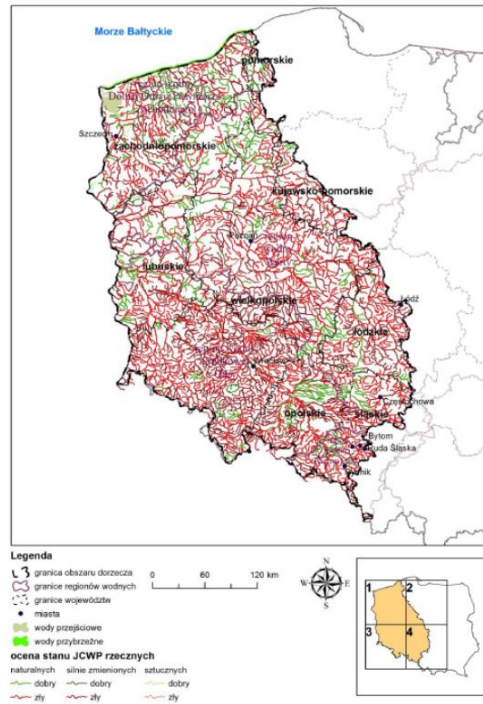 Morze Bałtyckie
pomorskie
Szczecin
zachodniopomorskie
kujawsko-pomorskie
lubuskie
wielkopolskie
Łódź
łódzkie
Wrocław
Częstochowa
opolskie
śląskie
Bytom
Ruda Śląska
Legenda
granica obszaru dorzecza
granice regionów wodnych
granice województw
miasta
wody przejściowe
wody przybrzeżne
ocena stanu JCWP rzecznych
naturalnych silnie zmienionych sztucznych
dobry dobry dobry
zły zły zły
0 60 120 km
N
W E
S
1 2
3 4